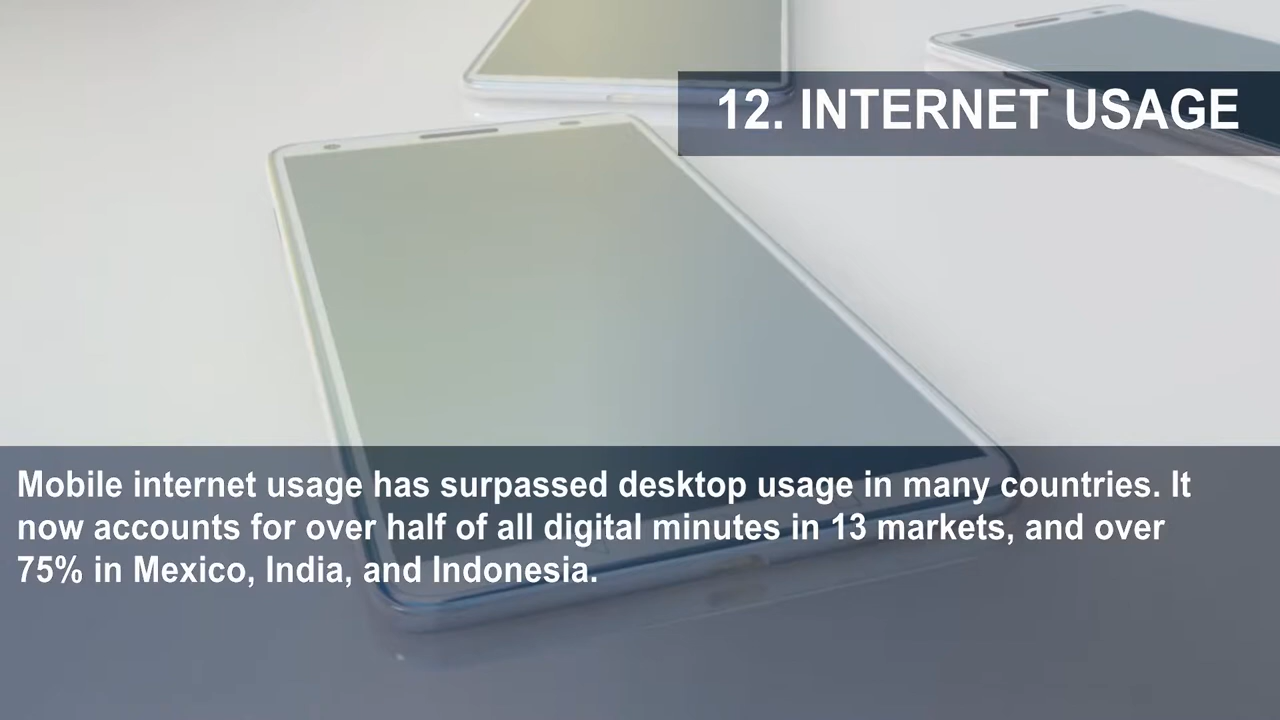 12. INTERNET USAGE
Mobile internet usage has surpassed desktop usage in many countries. It
now accounts for over half of all digital minutes in 13 markets, and over
75% in Mexico, India, and Indonesia.